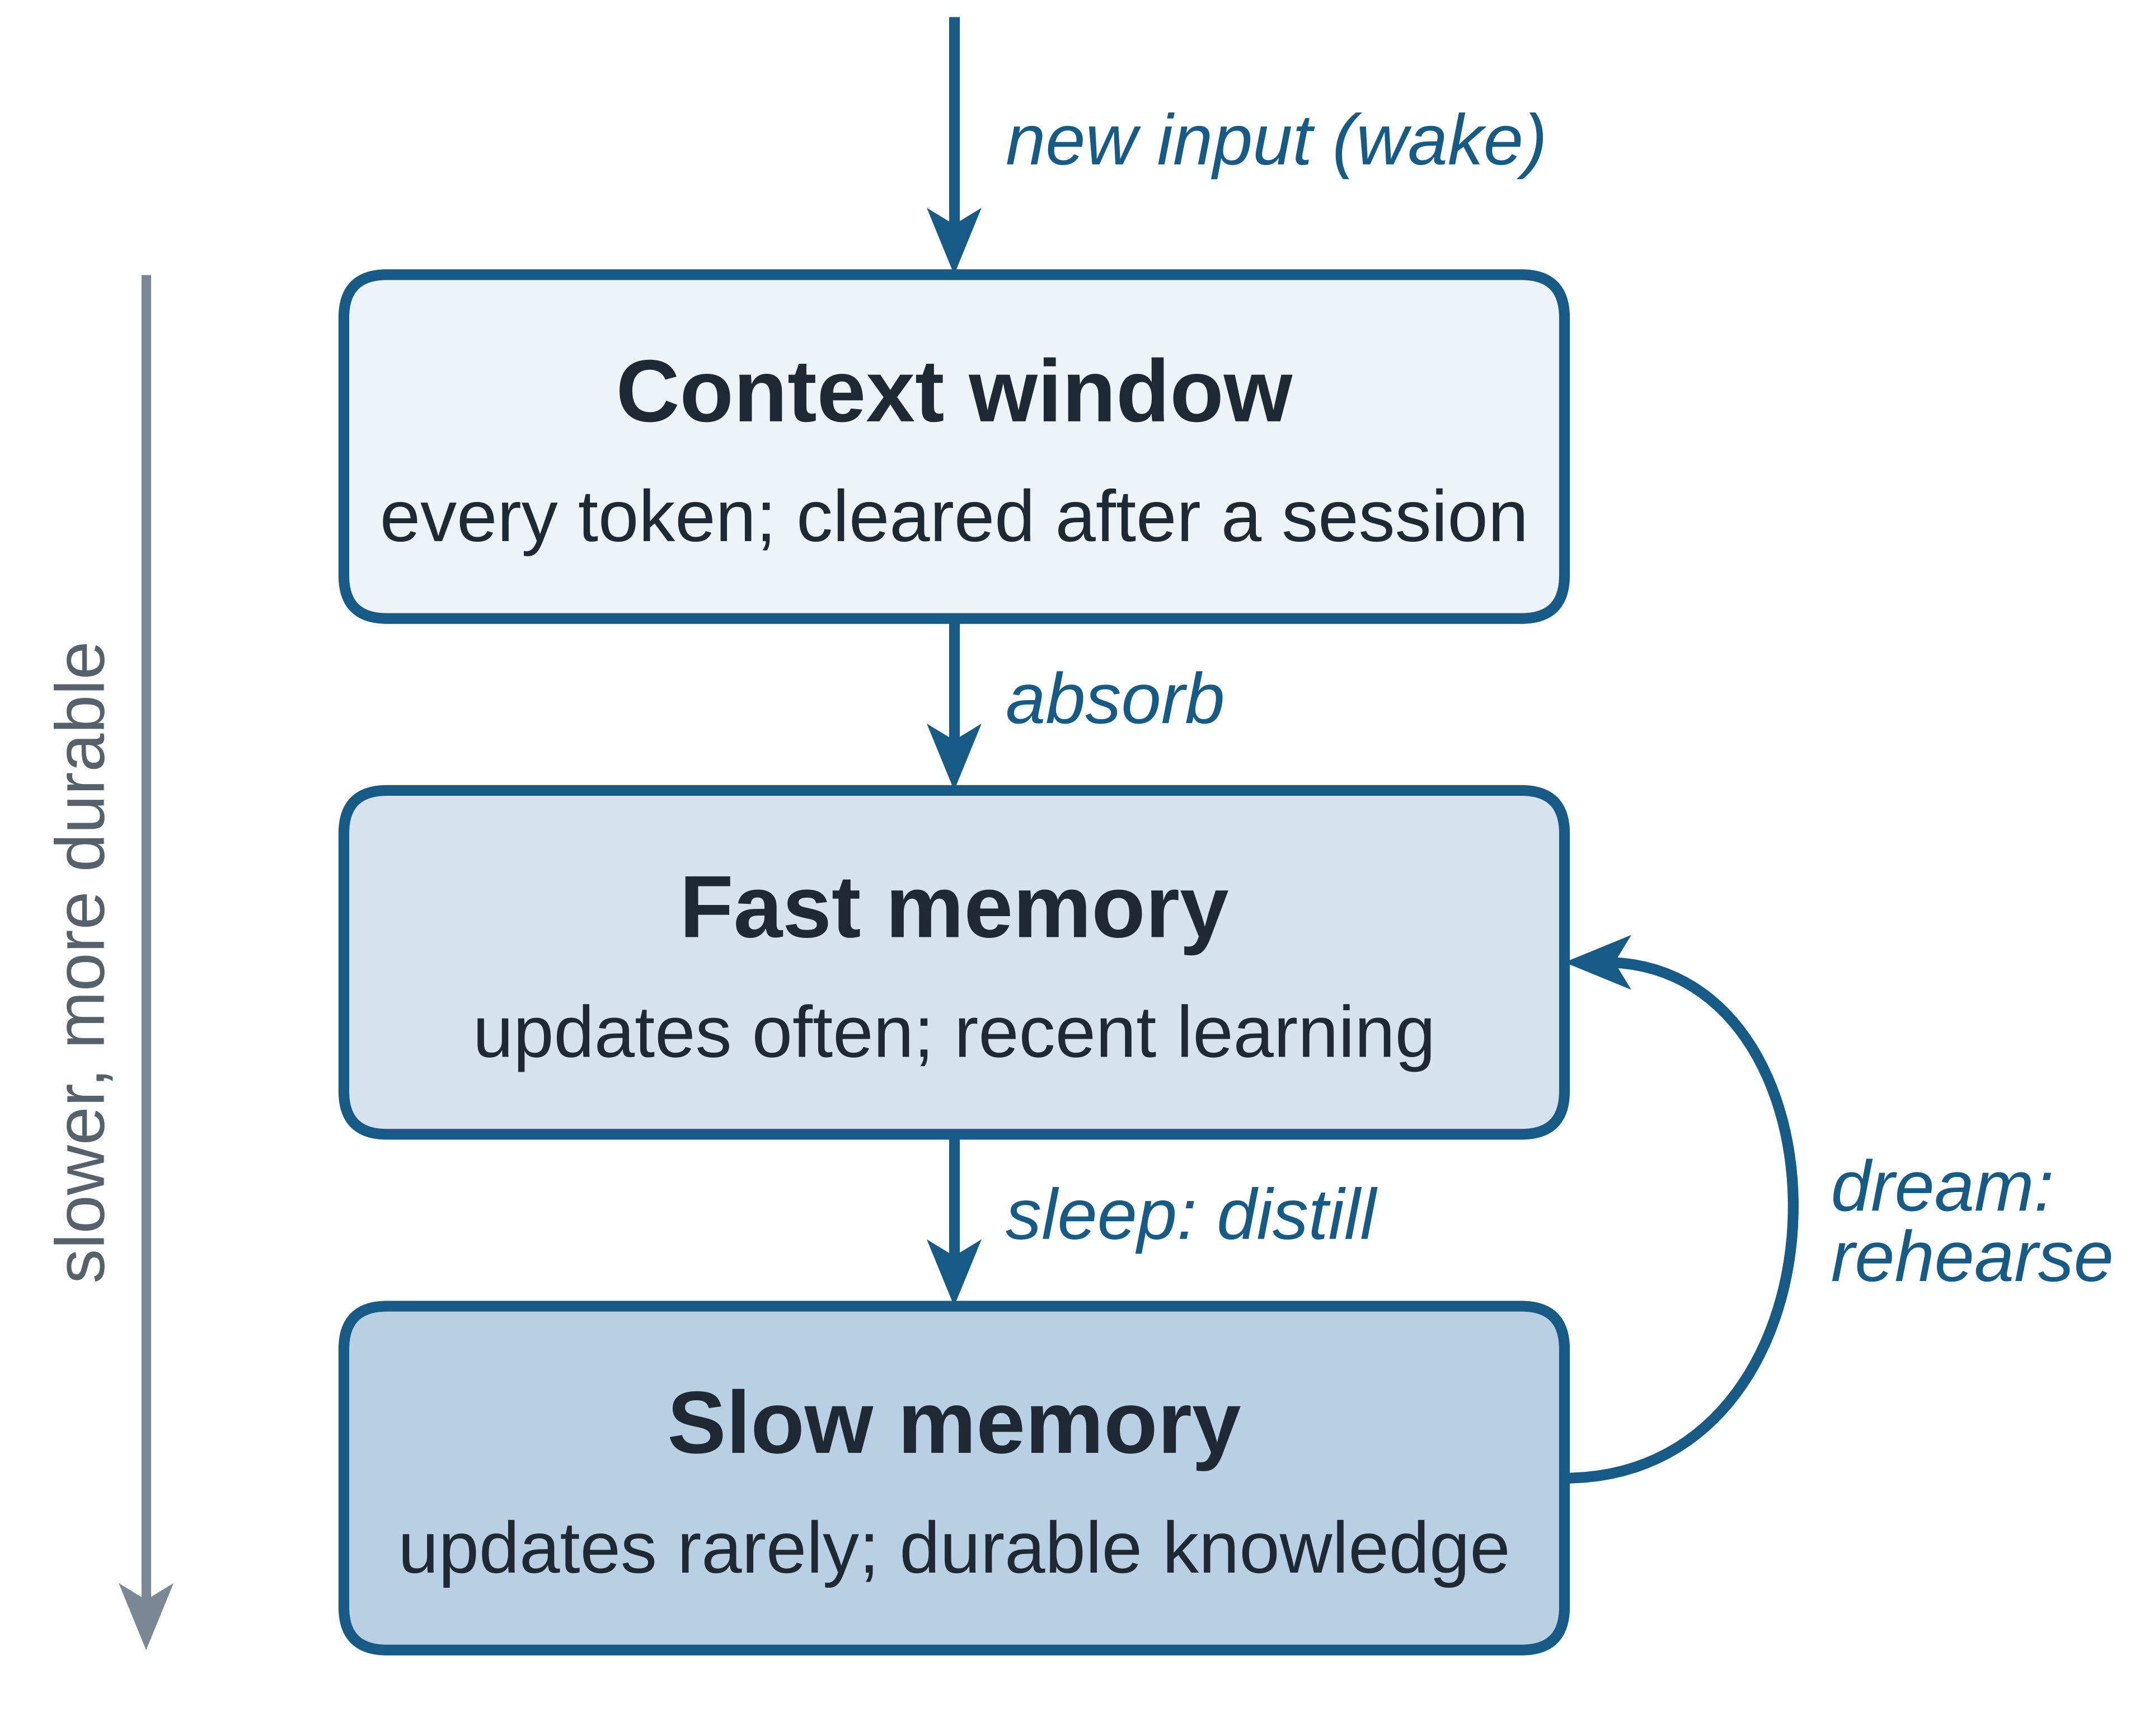 new input (wake)
Context window
every token; cleared after a session
absorb
Fast memory
updates often; recent learning
sleep: distill
dream:
rehearse
Slow memory
updates rarely; durable knowledge
slower, more durable